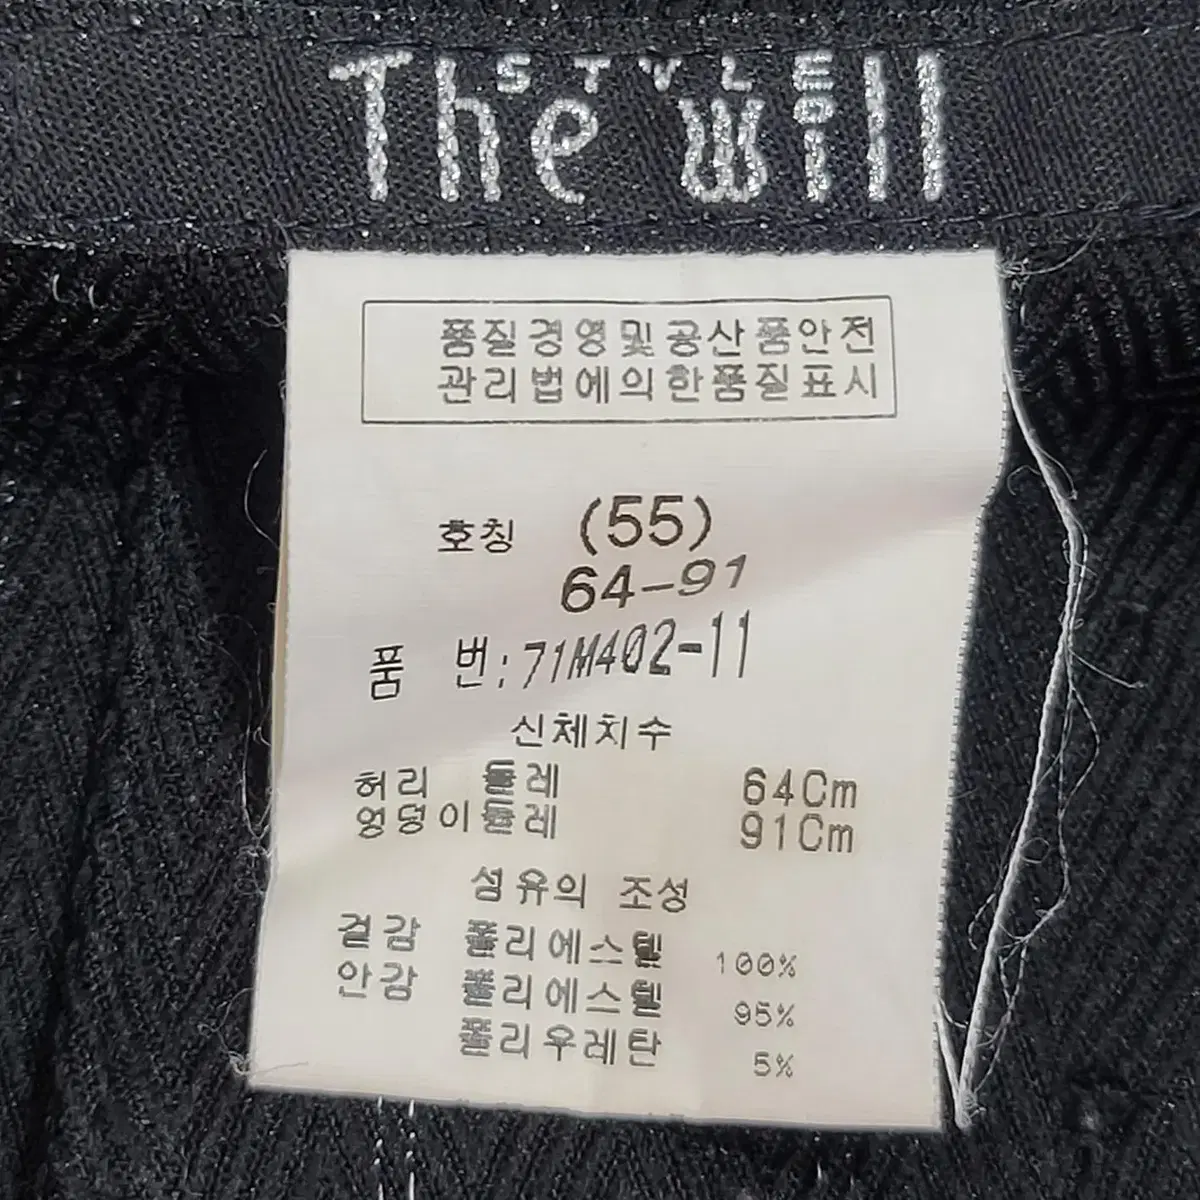 STYLE
The will
품질경영및공산품안전
관리법에의한품질표시
호칭 (55)
64-91
품 번:71M402-11
신체치수
허리 둘레 64Cm
엉덩이둘레 91Cm
섬유의 조성
겉감 폴리에스텔 100%
안감 폴리에스텔 95%
폴리우레탄 5%